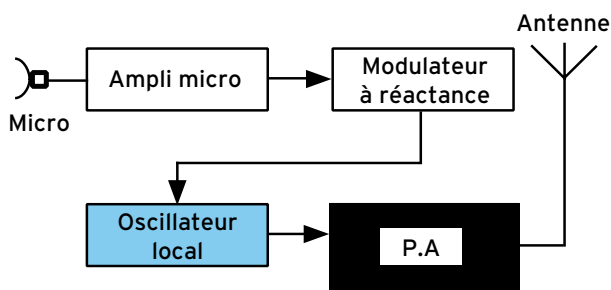 Antenne
Ampli micro
Modulateur
à réactance
Micro
Oscillateur
local
P.A